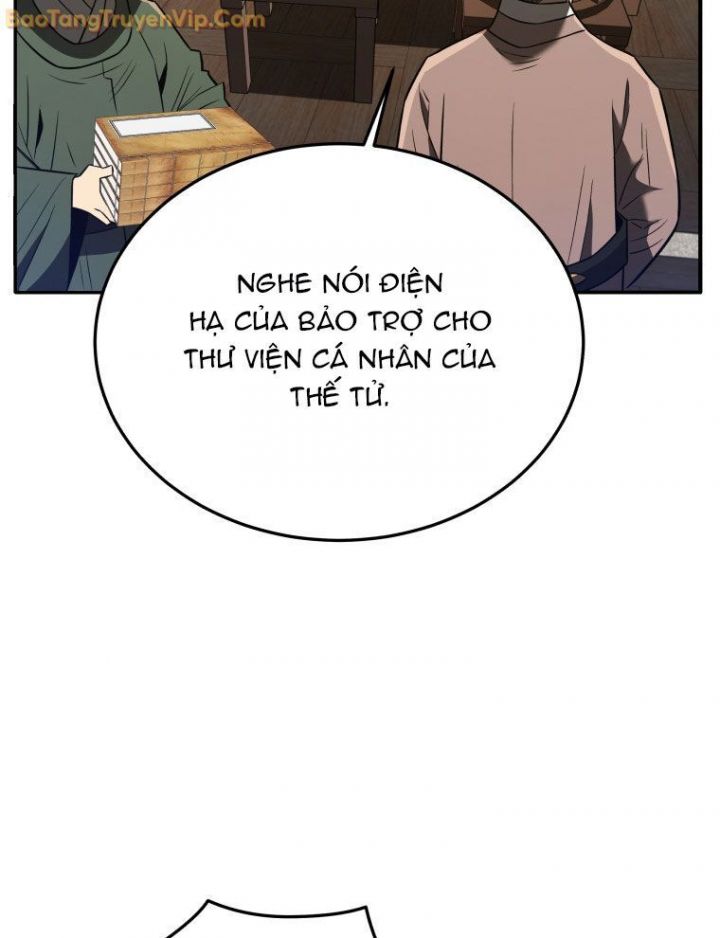 BaoTangTruyenVip.Com
NGHE NÓI ĐIỆN
HẠ CỦA BẢO TRỢ CHO
THƯ VIỆN CÁ NHÂN CỦA
THẾ TỬ.